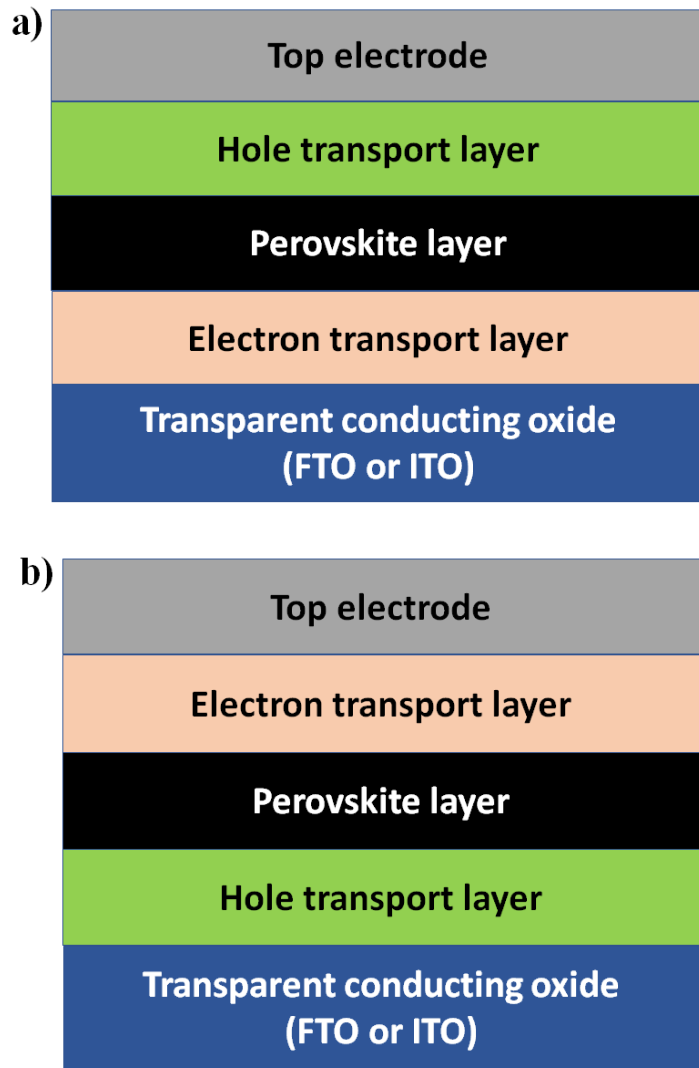 a)
Top electrode
Hole transport layer
Perovskite layer
Electron transport layer
Transparent conducting oxide
(FTO or ITO)
b)
Top electrode
Electron transport layer
Perovskite layer
Hole transport layer
Transparent conducting oxide
(FTO or ITO)